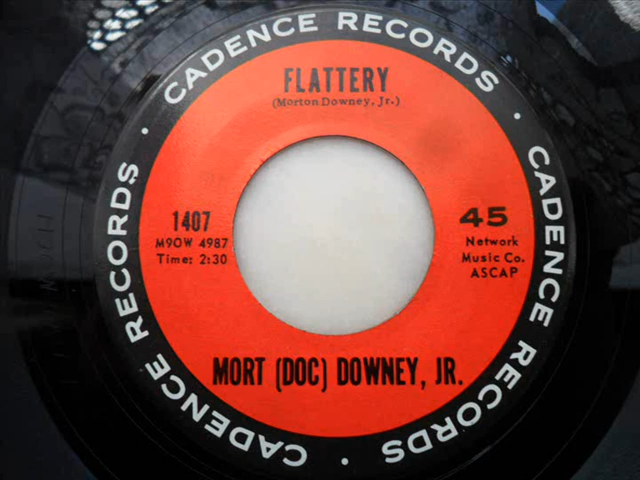 CADENCE RECORDS · CADENCE RECORDS · CADENCE RECORDS · CADENCE RECORDS ·
FLATTERY
(Morton Downey, Jr.)
1407
M9OW 4987
Time: 2:30
45
Network
Music Co.
ASCAP
MORT (DOC) DOWNEY, JR.